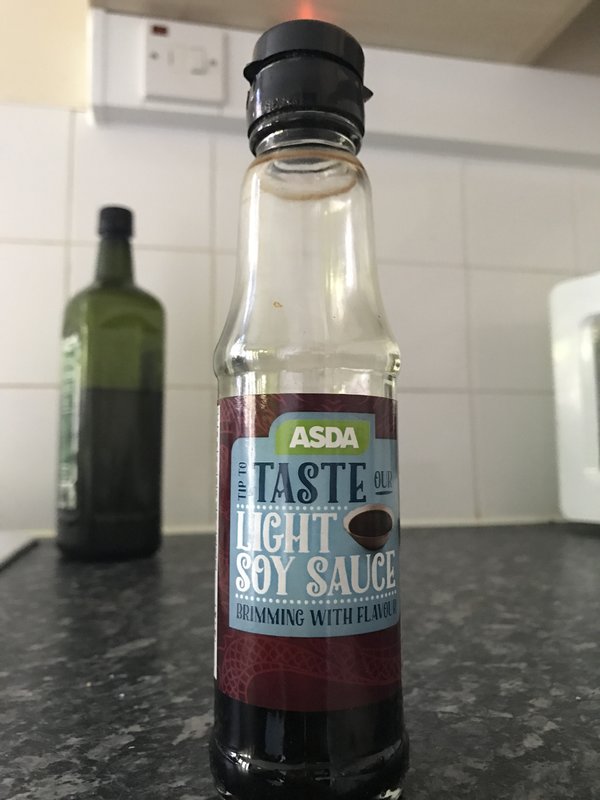 ASDA
TIP TO
TASTE
OUR
LIGHT
SOY SAUCE
BRIMMING WITH FLAVOUR